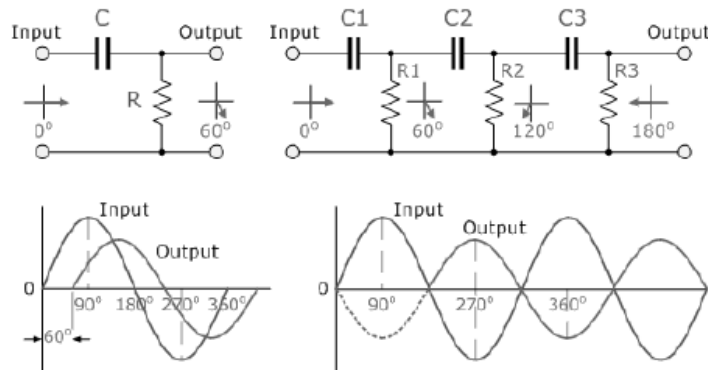 C
Input
Output
R
0°
60°
C1 C2 C3
Input
Output
R1 R2 R3
0°
60°
120°
180°
Input
Output
0
90° 180° 270° 360°
60°
Input
Output
0
90° 270° 360°